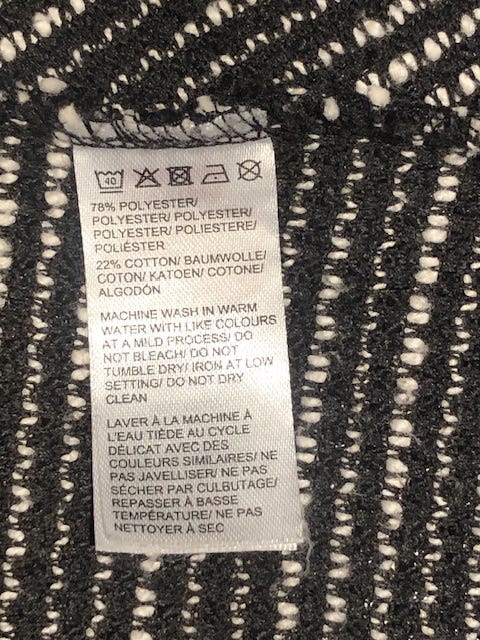 40
78% POLYESTER/
POLYESTER/ POLYESTER/
POLYESTER/ POLIESTERE/
POLIÉSTER
22% COTTON/ BAUMWOLLE/
COTON/ KATOEN/ COTONE/
ALGODÓN
MACHINE WASH IN WARM
WATER WITH LIKE COLOURS
AT A MILD PROCESS/ DO
NOT BLEACH/ DO NOT
TUMBLE DRY/ IRON AT LOW
SETTING/ DO NOT DRY
CLEAN
LAVER À LA MACHINE À
L'EAU TIÈDE AU CYCLE
DÉLICAT AVEC DES
COULEURS SIMILAIRES/ NE
PAS JAVELLISER/ NE PAS
SÉCHER PAR CULBUTAGE/
REPASSER À BASSE
TEMPÉRATURE/ NE PAS
NETTOYER À SEC